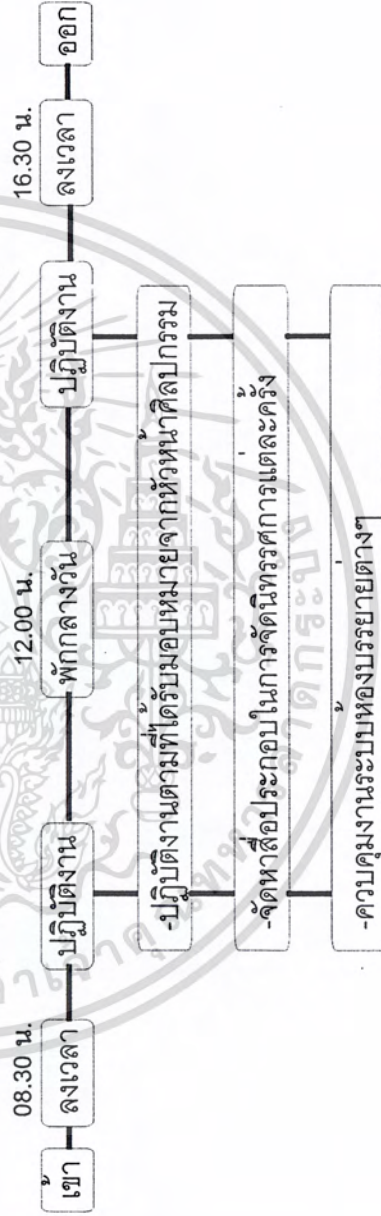 08.30 น. 12.00 น. 16.30 น.
เข้า ลงเวลา ปฏิบัติงาน พักกลางวัน ปฏิบัติงาน ลงเวลา ออก
-ปฏิบัติงานตามที่ได้รับมอบหมายจากหัวหน้าศิลปกรรม
-จัดหาสื่อประกอบในการจัดนิทรรศการแต่ละครั้ง
-ควบคุมงานระบบห้องบรรยายต่างๆ